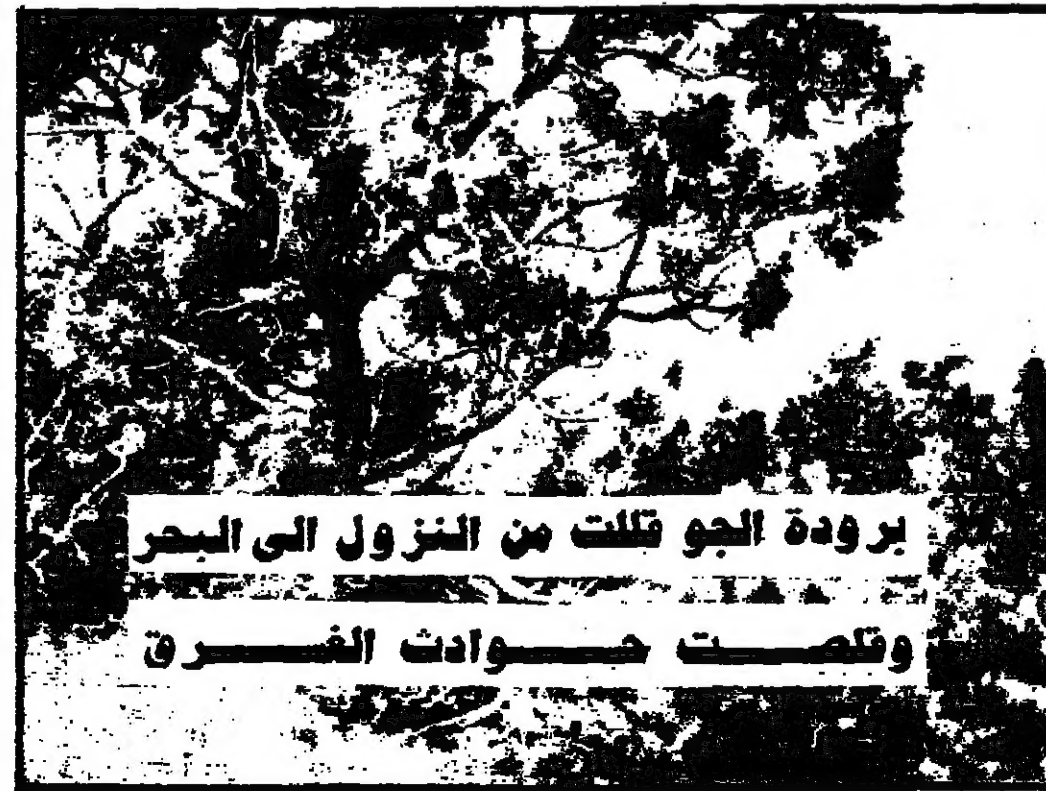 برودة الجو قللت من النزول الى البحر
وقلصت حوادث الغرق